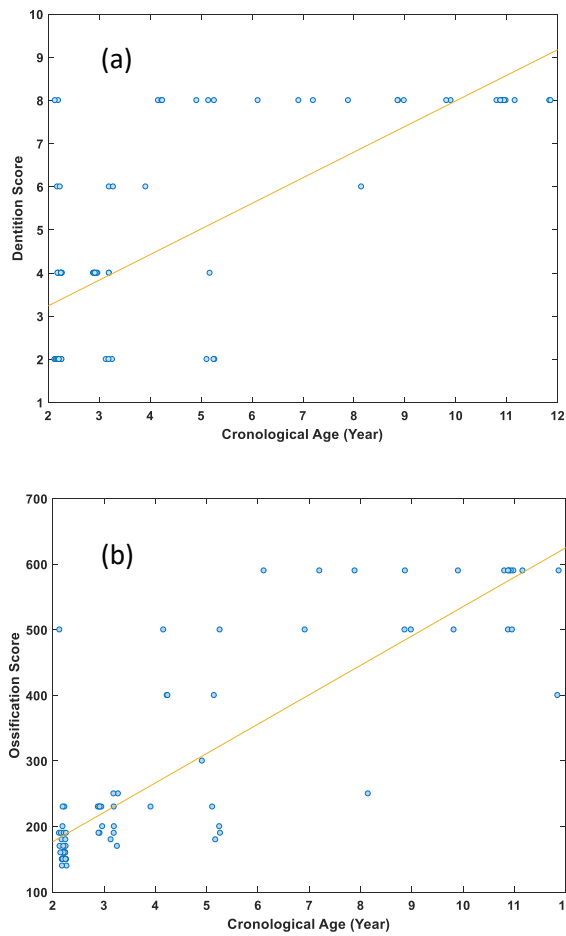 (a)
10
9
8
7
6
5
4
3
2
1
Dentition Score
2 3 4 5 6 7 8 9 10 11 12
Cronological Age (Year)
(b)
700
600
500
400
300
200
100
Ossification Score
2 3 4 5 6 7 8 9 10 11 1
Cronological Age (Year)